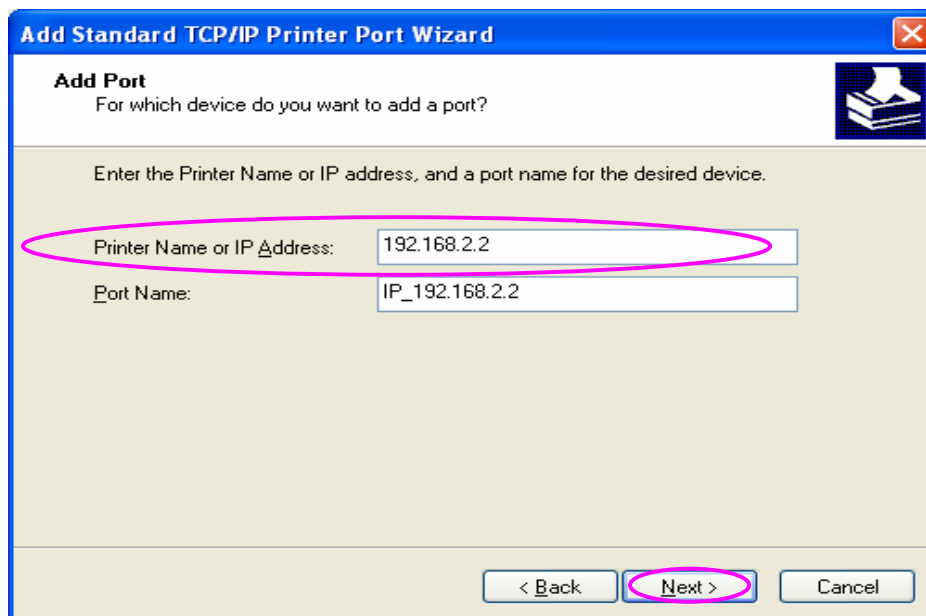 Add Standard TCP/IP Printer Port Wizard
Add Port
For which device do you want to add a port?
Enter the Printer Name or IP address, and a port name for the desired device.
Printer Name or IP Address: 192.168.2.2
Port Name: IP_192.168.2.2
< Back Next > Cancel